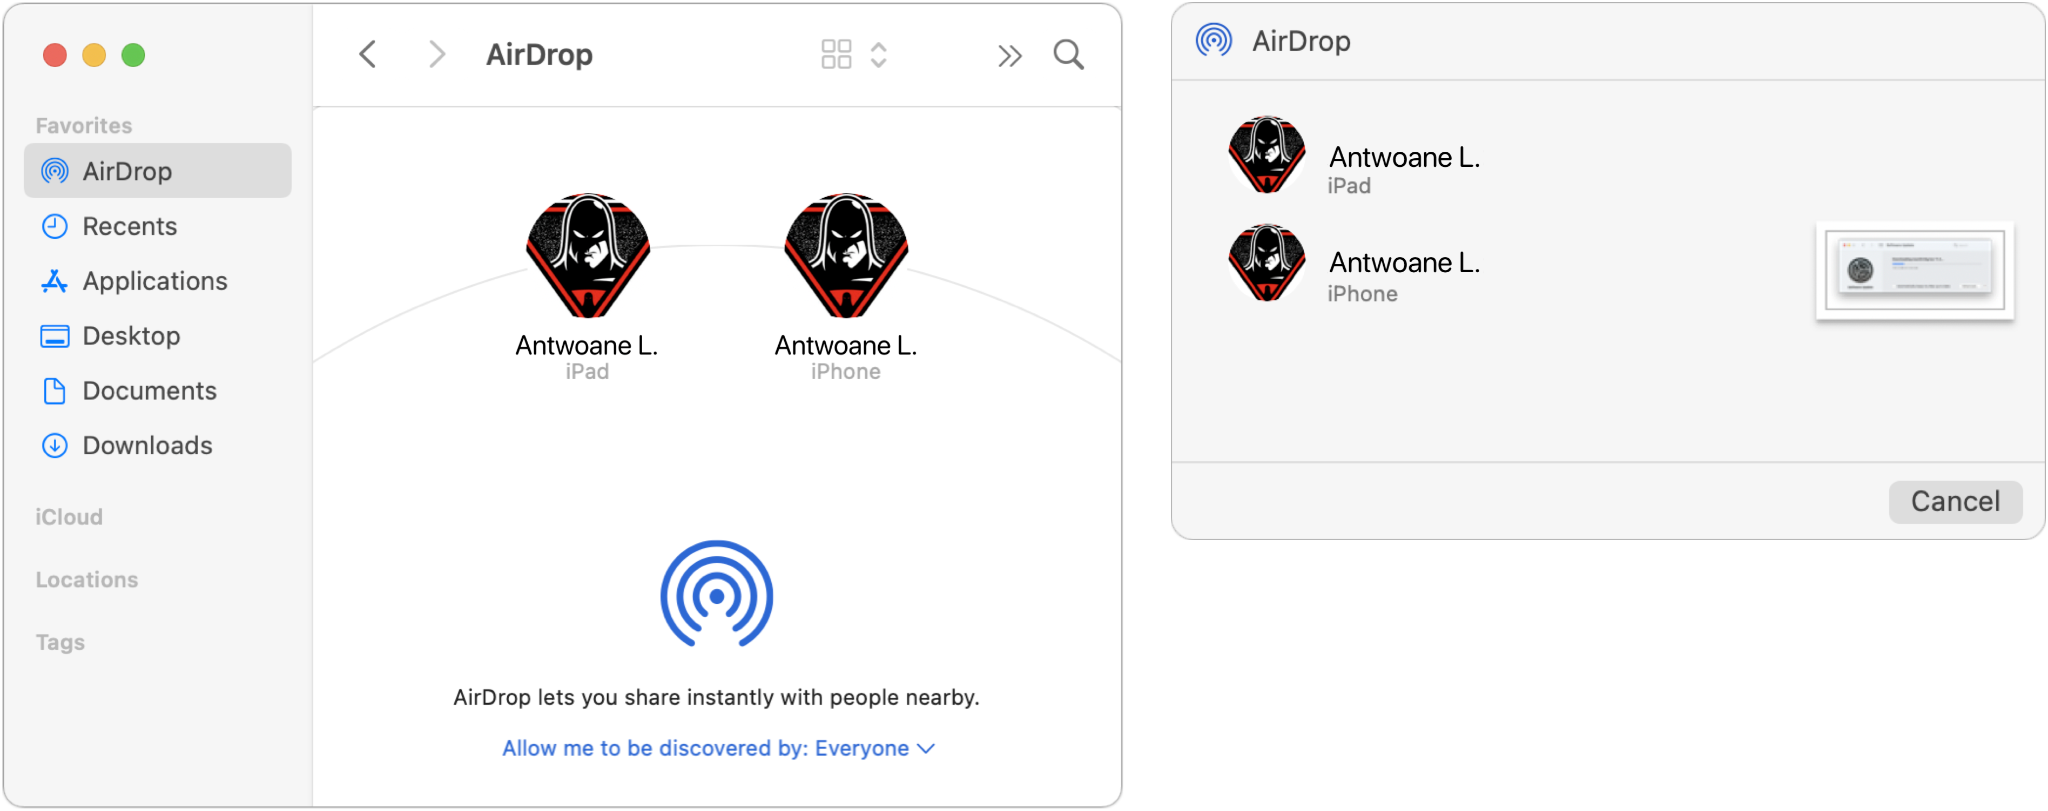 AirDrop
Favorites
AirDrop
Recents
Applications
Desktop
Documents
Downloads
iCloud
Locations
Tags
Antwoane L.
iPad
Antwoane L.
iPhone
AirDrop lets you share instantly with people nearby.
Allow me to be discovered by: Everyone
AirDrop
Antwoane L.
iPad
Antwoane L.
iPhone
Cancel